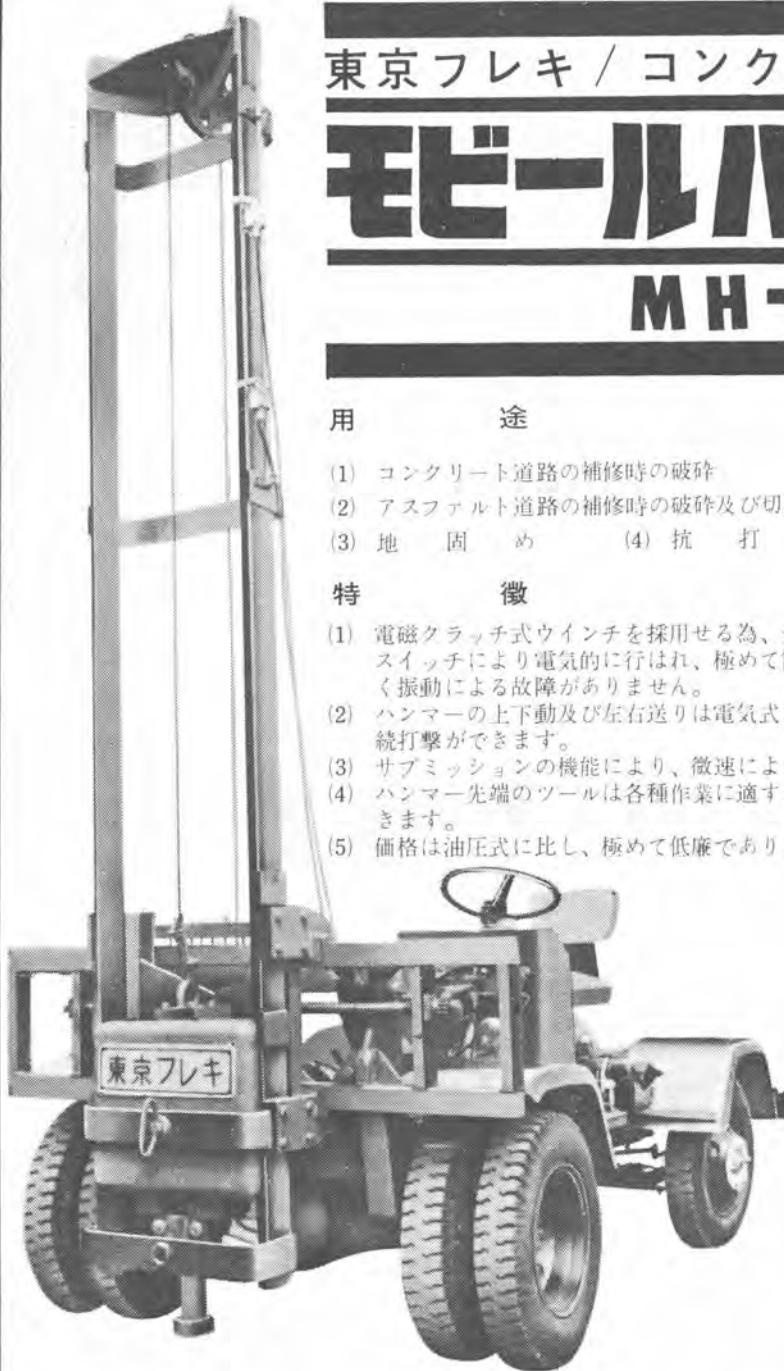 東京フレキ / コンク
モビールハ
MH-
用途
(1) コンクリート道路の補修時の破砕
(2) アスファルト道路の補修時の破砕及び切
(3) 地固め (4) 抗打
特徴
(1) 電磁クラッチ式ウインチを採用せる為、
スイッチにより電気的に行はれ、極めて
く振動による故障がありません。
(2) ハンマーの上下動及び左右送りは電気式
続打撃ができます。
(3) サブミッションの機能により、微速によ
(4) ハンマー先端のツールは各種作業に適す
きます。
(5) 価格は油圧式に比し、極めて低廉であり
東京フレキ